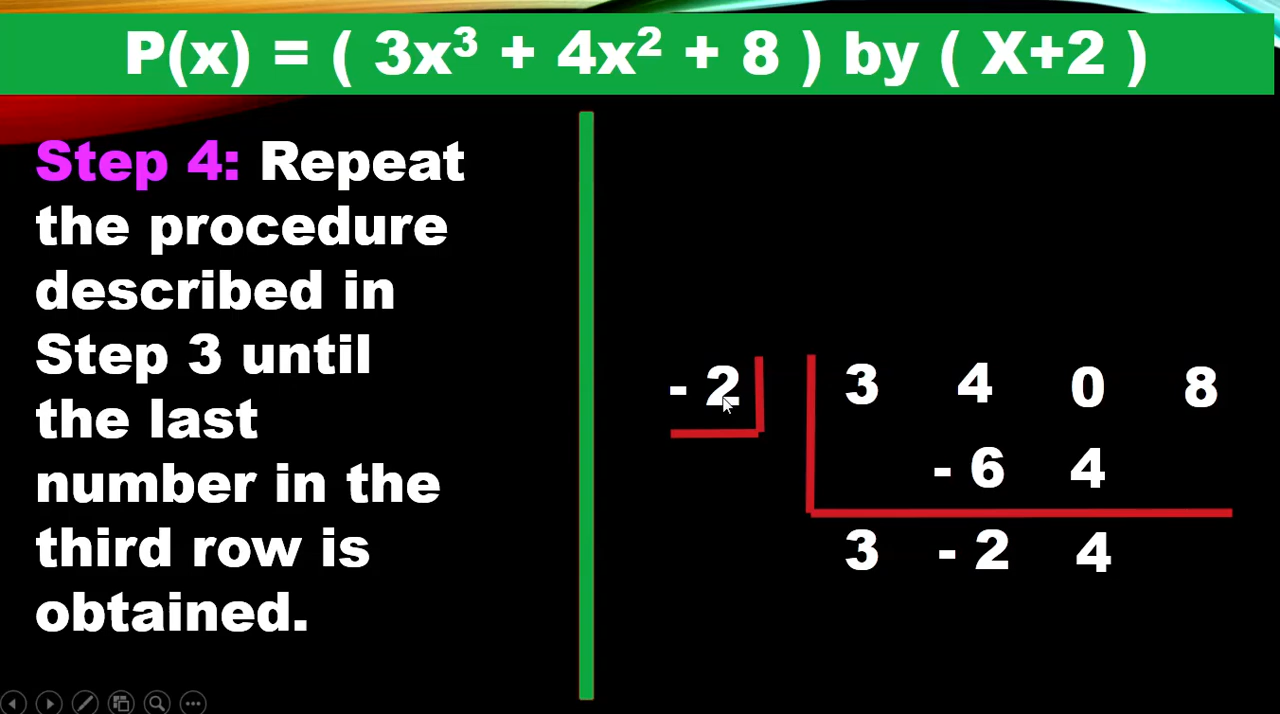 P(x) = ( 3x³ + 4x² + 8 ) by ( X+2 )
Step 4: Repeat
the procedure
described in
Step 3 until
the last
number in the
third row is
obtained.
- 2 3 4 0 8
- 6 4
3 - 2 4